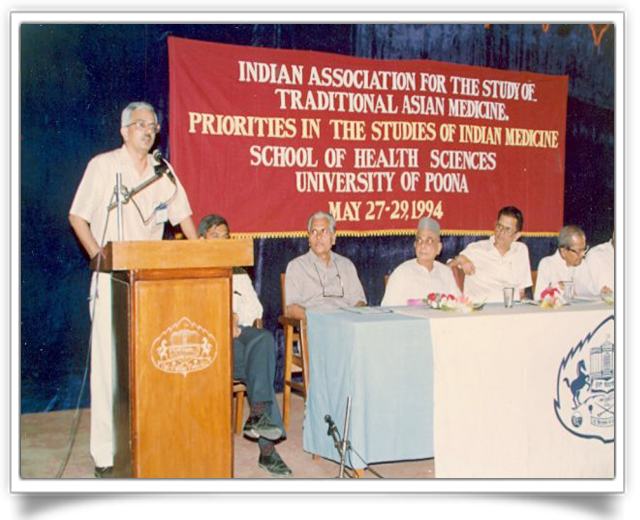 INDIAN ASSOCIATION FOR THE STUDY OF
TRADITIONAL ASIAN MEDICINE.
PRIORITIES IN THE STUDIES OF INDIAN MEDICINE
SCHOOL OF HEALTH SCIENCES
UNIVERSITY OF POONA
MAY 27-29, 1994